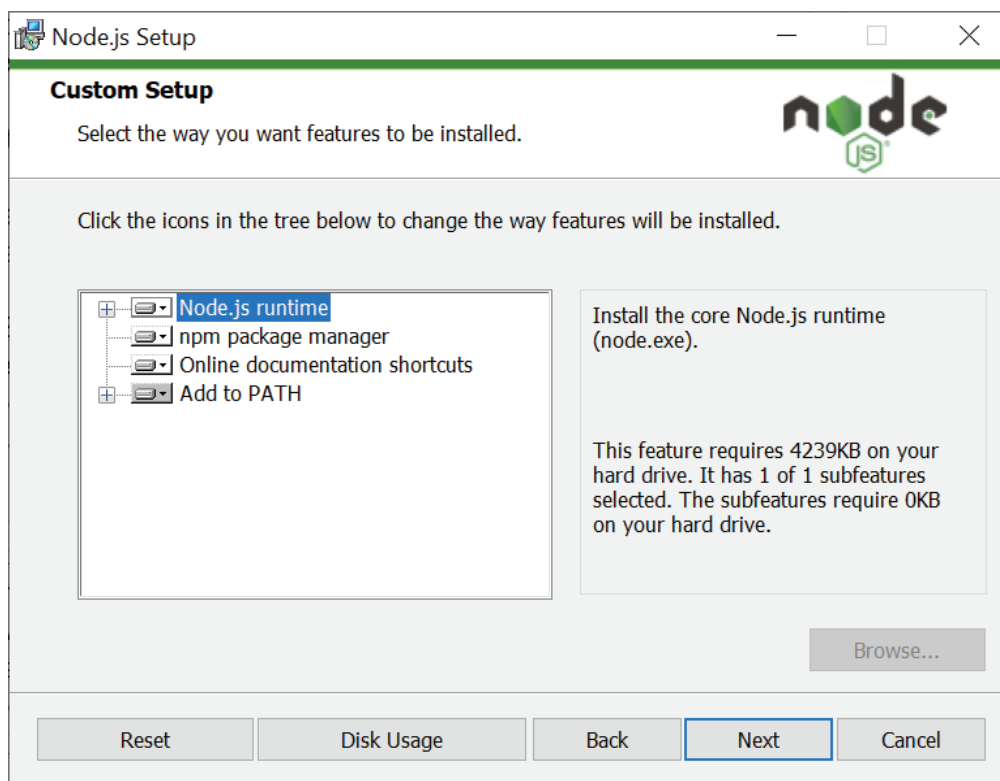 Node.js Setup
Custom Setup
Select the way you want features to be installed.
node
JS
Click the icons in the tree below to change the way features will be installed.
Node.js runtime
npm package manager
Online documentation shortcuts
Add to PATH
Install the core Node.js runtime
(node.exe).
This feature requires 4239KB on your
hard drive. It has 1 of 1 subfeatures
selected. The subfeatures require 0KB
on your hard drive.
Browse...
Reset
Disk Usage
Back
Next
Cancel